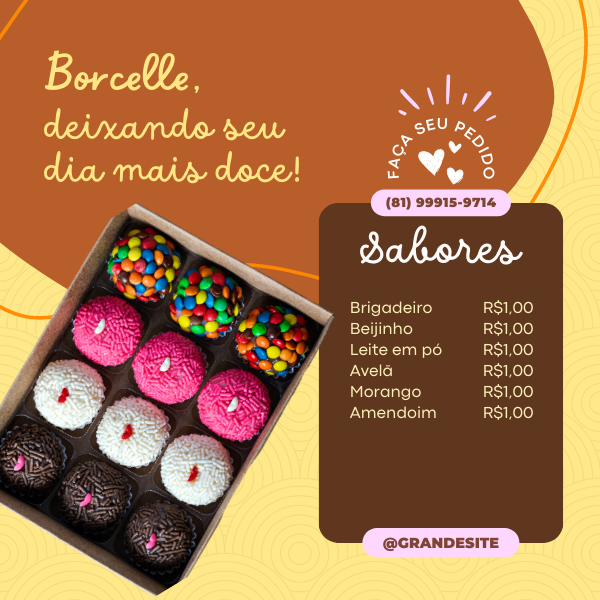 Borcelle,
deixando seu
dia mais doce!
FAÇA SEU PEDIDO
(81) 99915-9714
Sabores
Brigadeiro R$1,00
Beijinho R$1,00
Leite em pó R$1,00
Avelã R$1,00
Morango R$1,00
Amendoim R$1,00
@GRANDESITE